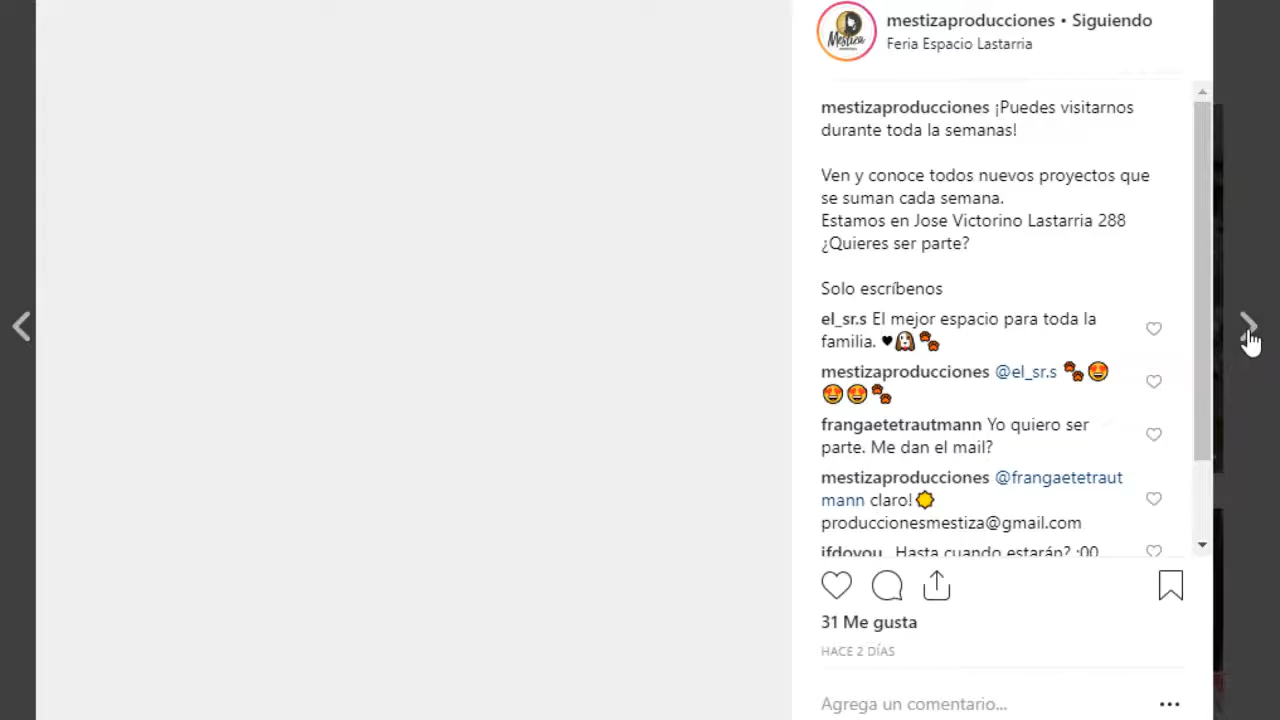 mestizaproducciones • Siguiendo
Feria Espacio Lastarria
Mestiza
mestizaproducciones ¡Puedes visitarnos
durante toda la semanas!
Ven y conoce todos nuevos proyectos que
se suman cada semana.
Estamos en Jose Victorino Lastarria 288
¿Quieres ser parte?
Solo escríbenos
el_sr.s El mejor espacio para toda la
familia. ♥🐶🐾
mestizaproducciones @el_sr.s 🐾😍
😍😍🐾
frangaetetrautmann Yo quiero ser
parte. Me dan el mail?
mestizaproducciones @frangaetetraut
mann claro!
produccionesmestiza@gmail.com
ifdoyou_ Hasta cuando estarán? :00
31 Me gusta
HACE 2 DÍAS
Agrega un comentario...